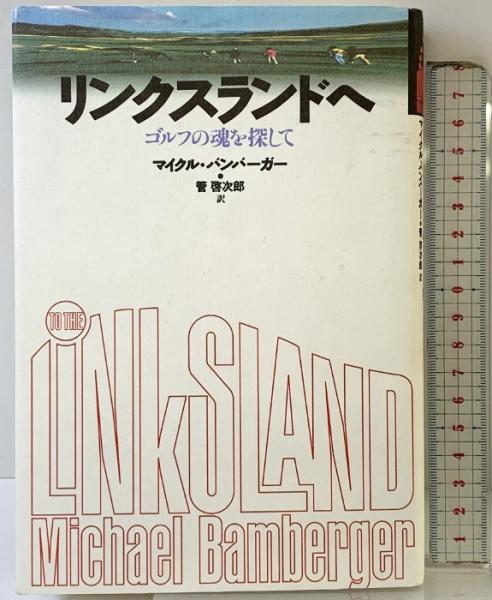 リンクスランドへ
ゴルフの魂を探して
マイクル・バンバーガー
管 啓次郎
訳
TO THE
LINKSLAND
Michael Bamberger